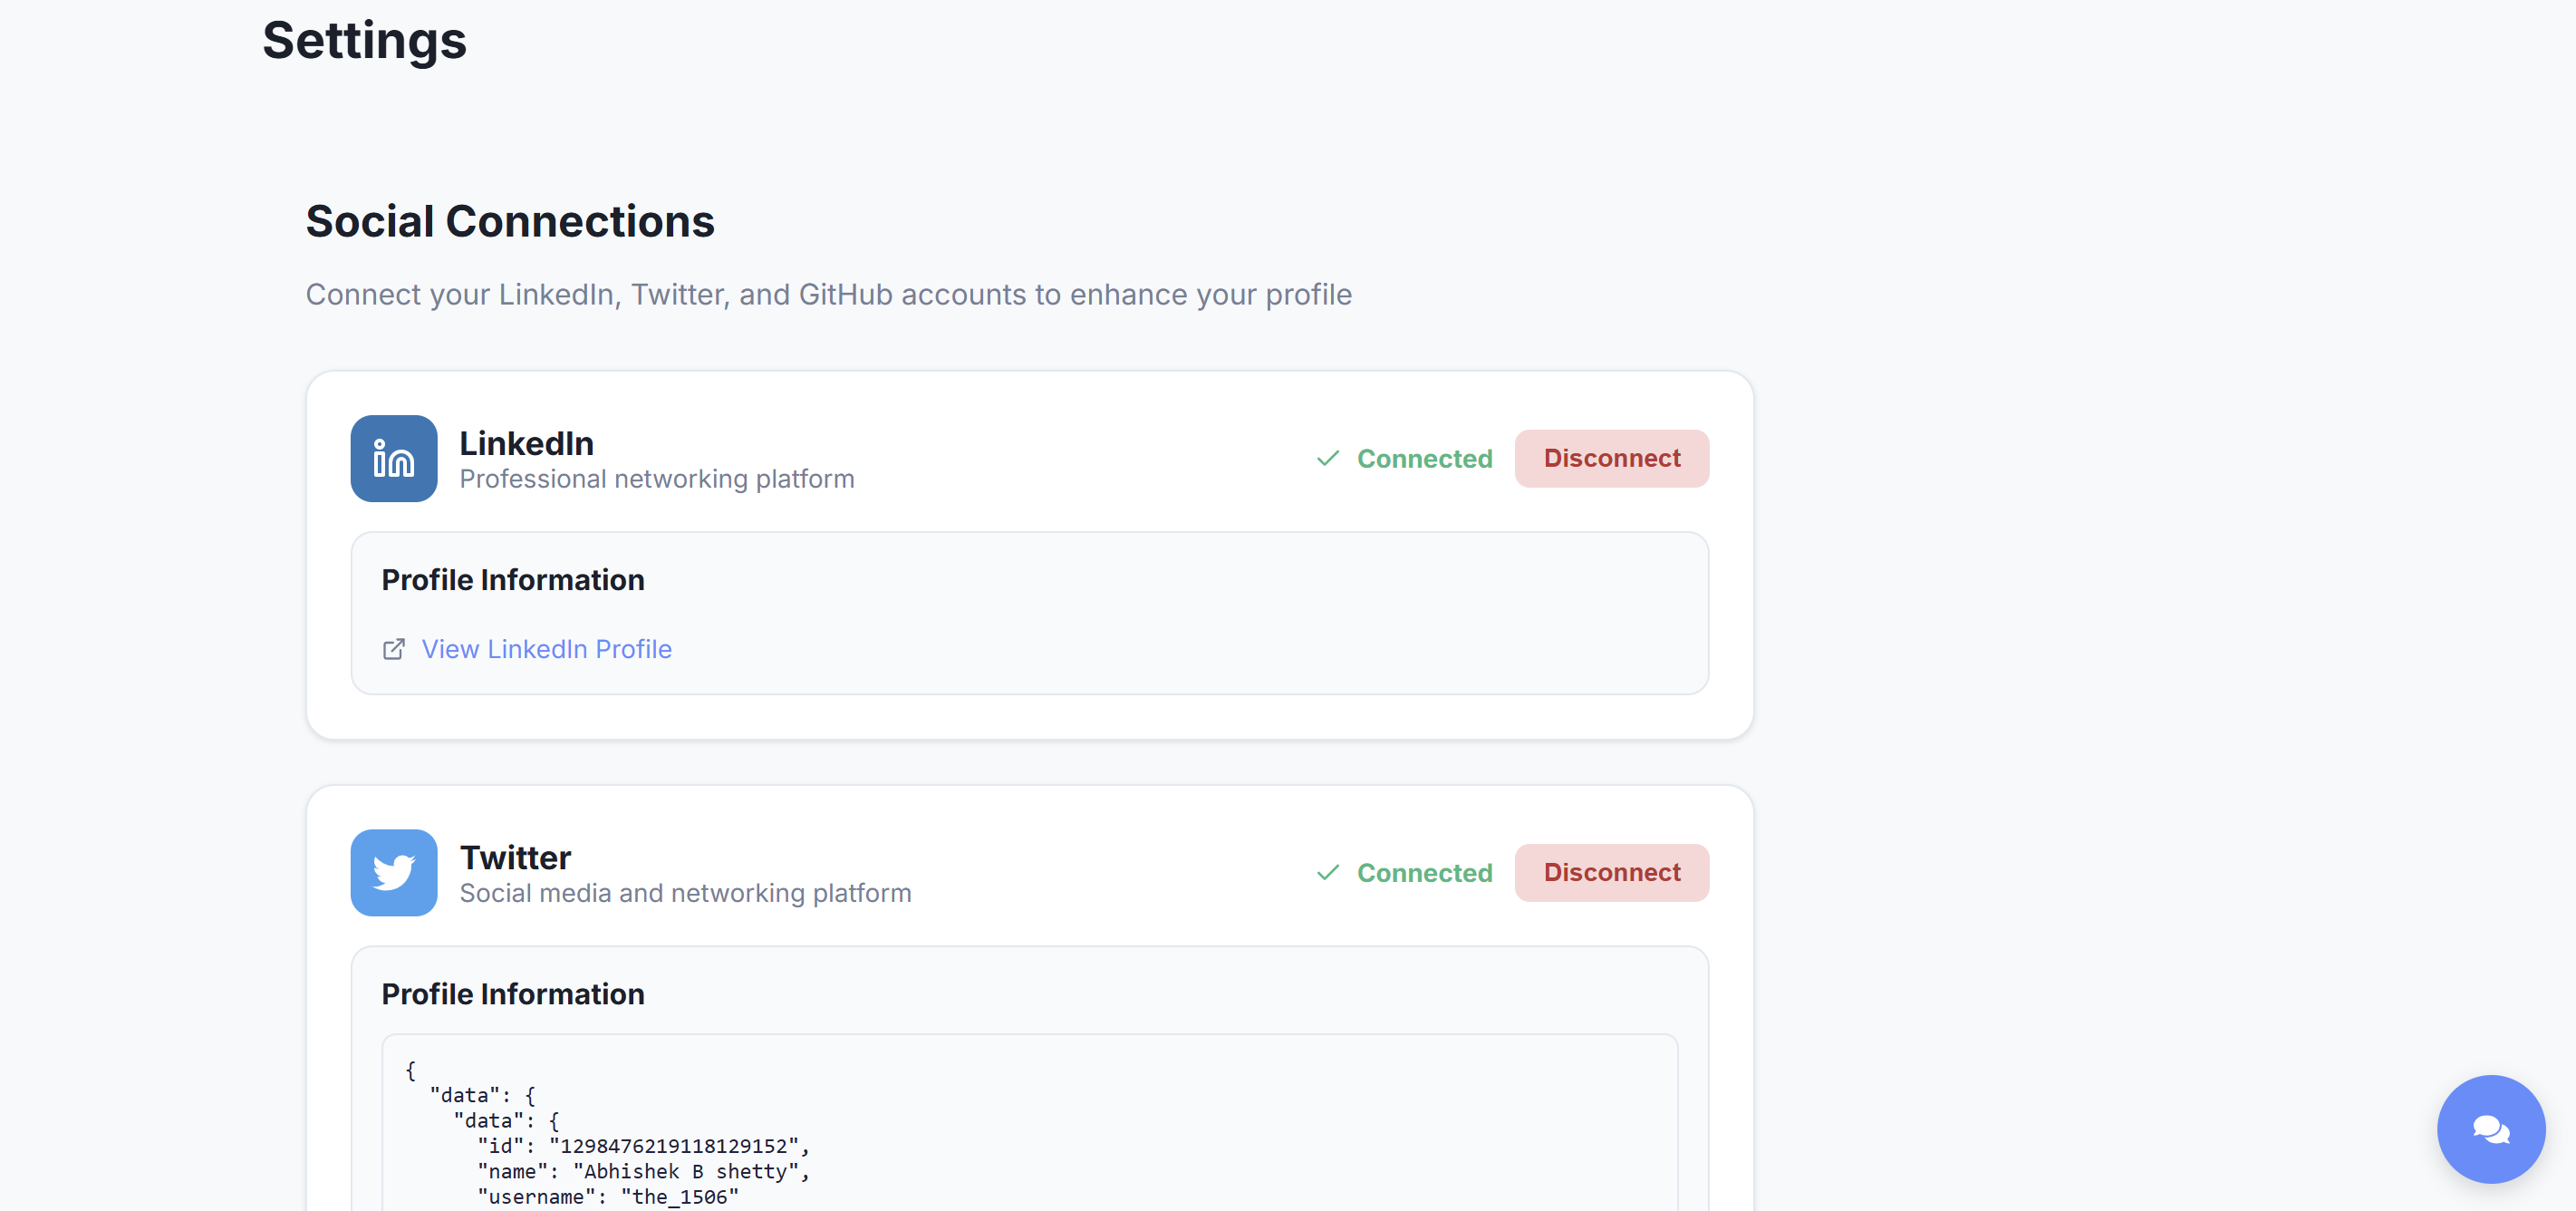 Settings
Social Connections
Connect your LinkedIn, Twitter, and GitHub accounts to enhance your profile
in
LinkedIn
Professional networking platform
Connected
Disconnect
Profile Information
View LinkedIn Profile
Twitter
Social media and networking platform
Connected
Disconnect
Profile Information
{
  "data": {
    "data": {
      "id": "1298476219118129152",
      "name": "Abhishek B shetty",
      "username": "the_1506"